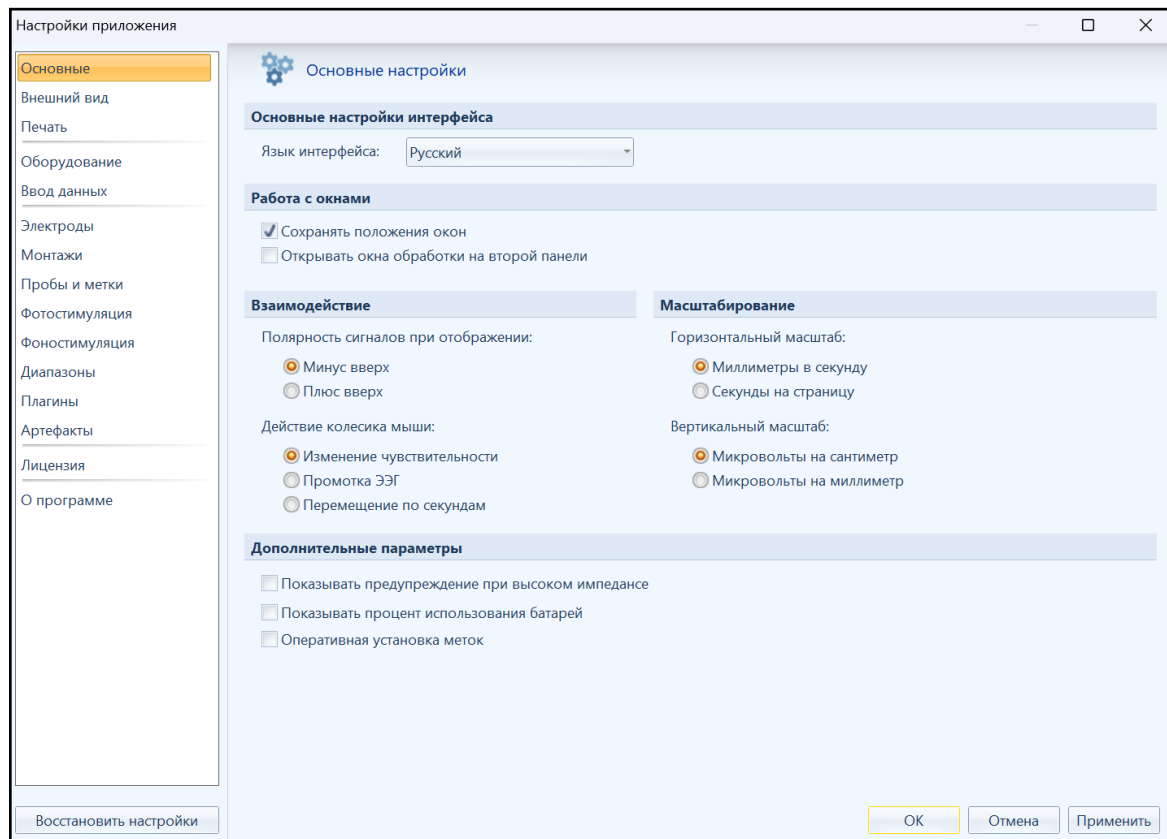 Настройки приложения
Основные
Внешний вид
Печать
Оборудование
Ввод данных
Электроды
Монтажи
Пробы и метки
Фотостимуляция
Фоностимуляция
Диапазоны
Плагины
Артефакты
Лицензия
О программе
Восстановить настройки
Основные настройки
Основные настройки интерфейса
Язык интерфейса: Русский
Работа с окнами
Сохранять положения окон
Открывать окна обработки на второй панели
Взаимодействие
Полярность сигналов при отображении:
Минус вверх
Плюс вверх
Действие колесика мыши:
Изменение чувствительности
Промотка ЭЭГ
Перемещение по секундам
Масштабирование
Горизонтальный масштаб:
Миллиметры в секунду
Секунды на страницу
Вертикальный масштаб:
Микровольты на сантиметр
Микровольты на миллиметр
Дополнительные параметры
Показывать предупреждение при высоком импедансе
Показывать процент использования батарей
Оперативная установка меток
ОК Отмена Применить